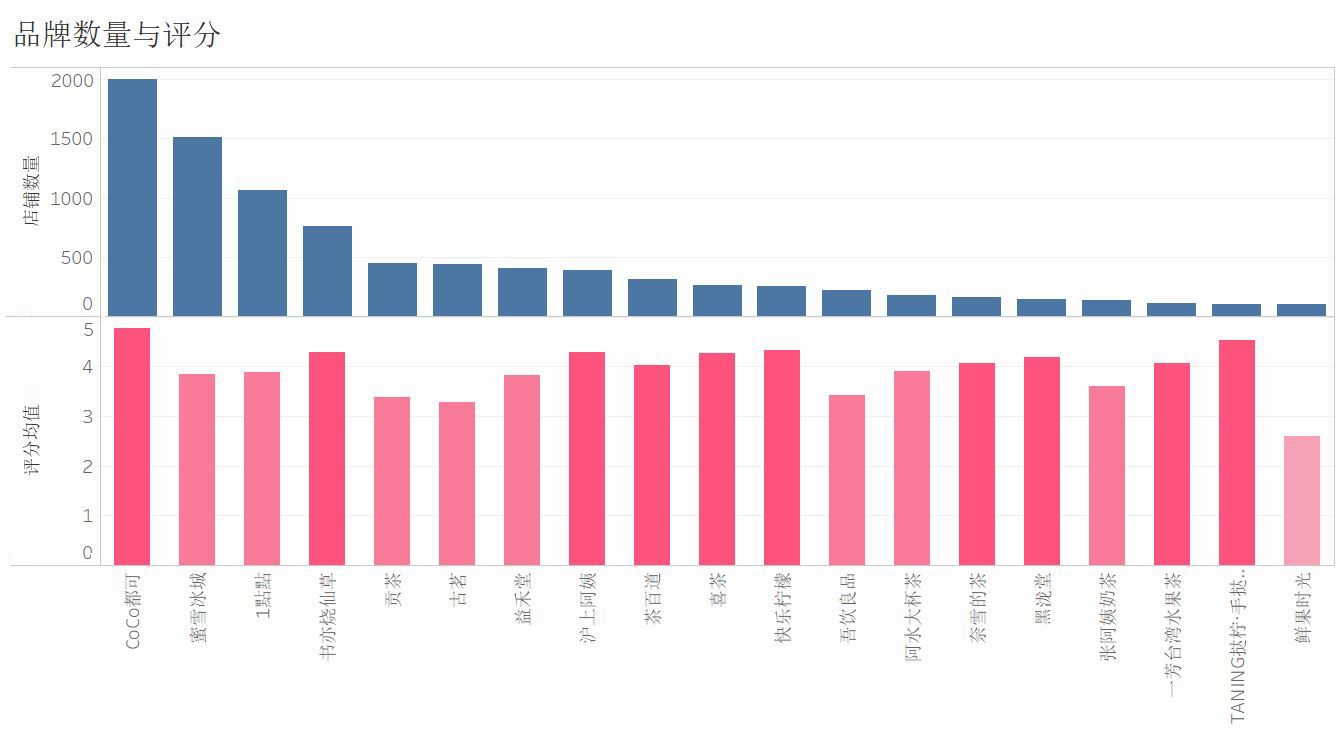 品牌数量与评分
2000
1500
1000
500
0
店铺数量
5
4
3
2
1
0
评分均值
CoCo都可
蜜雪冰城
1點點
书亦烧仙草
贡茶
古茗
益禾堂
沪上阿姨
茶百道
喜茶
快乐柠檬
吾饮良品
阿水大杯茶
奈雪的茶
黑泷堂
张阿姨奶茶
一芳台湾水果茶
TANING挞柠·手挞..
鲜果时光